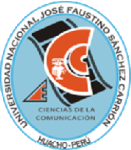 UNIVERSIDAD NACIONAL JOSÉ FAUSTINO SÁNCHEZ CARRIÓN
CIENCIAS DE LA
COMUNICACIÓN
HUACHO-PERÚ